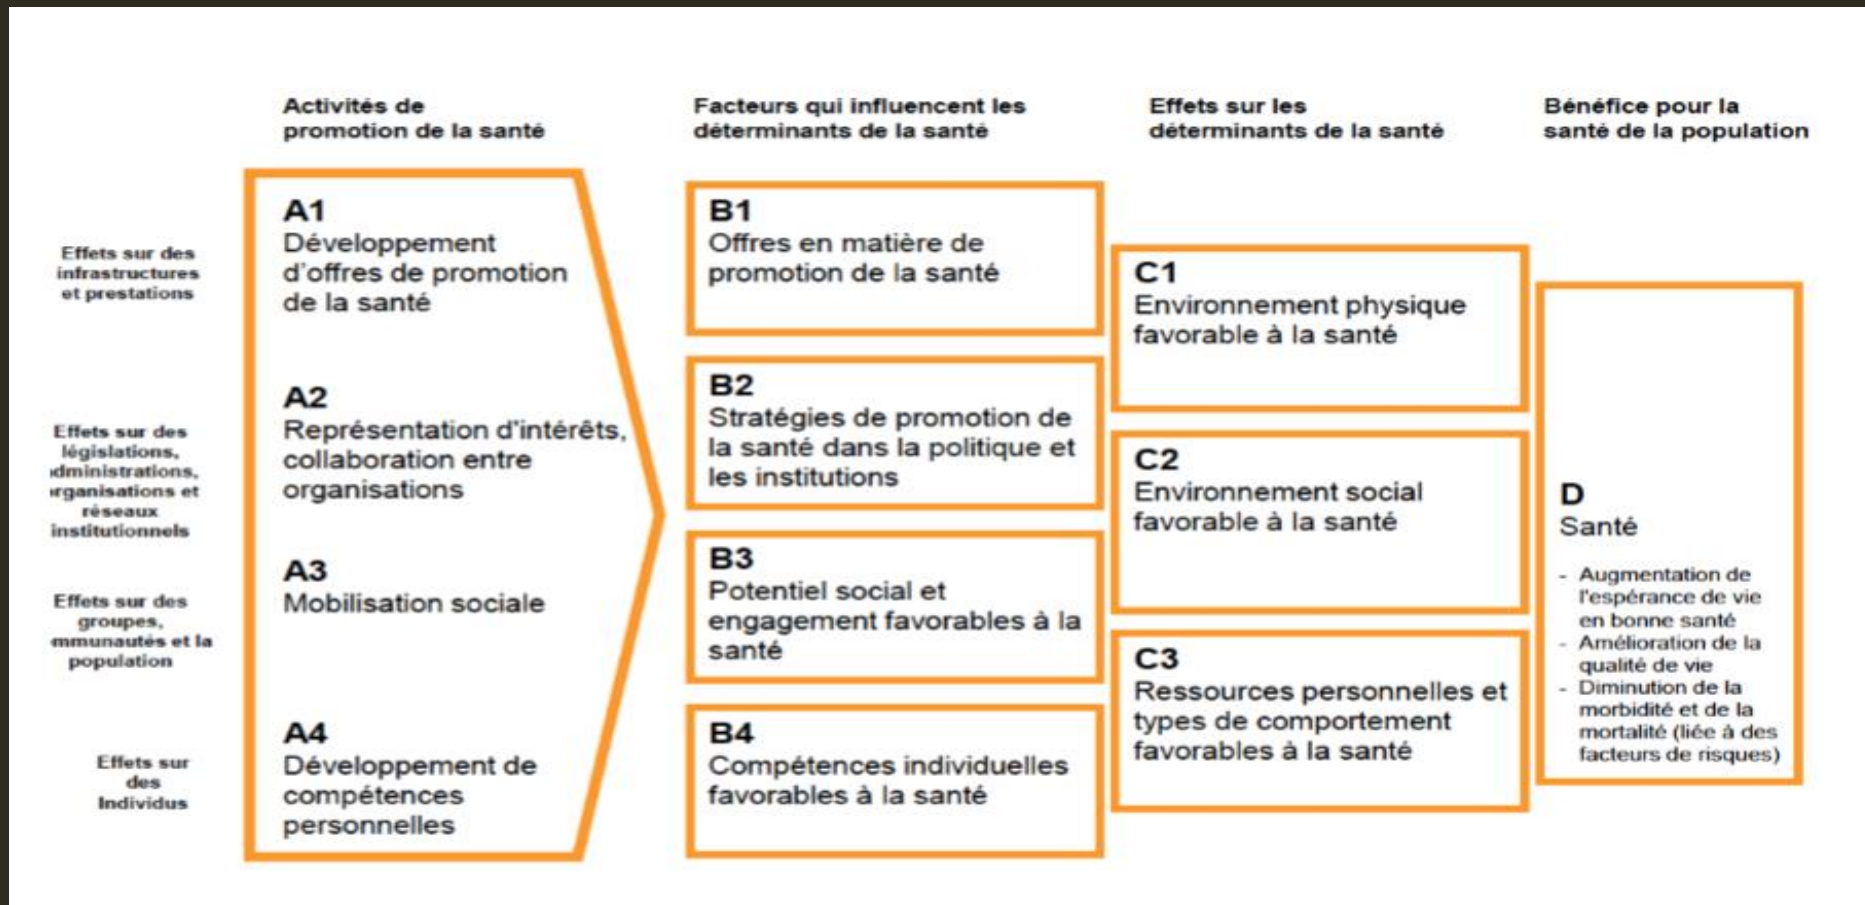 Activités de
promotion de la santé
Facteurs qui influencent les
déterminants de la santé
Effets sur les
déterminants de la santé
Bénéfice pour la
santé de la population
Effets sur des
infrastructures
et prestations
Effets sur des
législations,
dministrations,
rganisations et
réseaux
institutionnels
Effets sur des
groupes,
mmunautés et la
population
Effets sur
des
Individus
A1
Développement
d'offres de promotion
de la santé
A2
Représentation d'intérêts,
collaboration entre
organisations
A3
Mobilisation sociale
A4
Développement de
compétences
personnelles
B1
Offres en matière de
promotion de la santé
B2
Stratégies de promotion de
la santé dans la politique et
les institutions
B3
Potentiel social et
engagement favorables à la
santé
B4
Compétences individuelles
favorables à la santé
C1
Environnement physique
favorable à la santé
C2
Environnement social
favorable à la santé
C3
Ressources personnelles et
types de comportement
favorables à la santé
D
Santé
- Augmentation de
l'espérance de vie
en bonne santé
- Amélioration de la
qualité de vie
- Diminution de la
morbidité et de la
mortalité (liée à des
facteurs de risques)